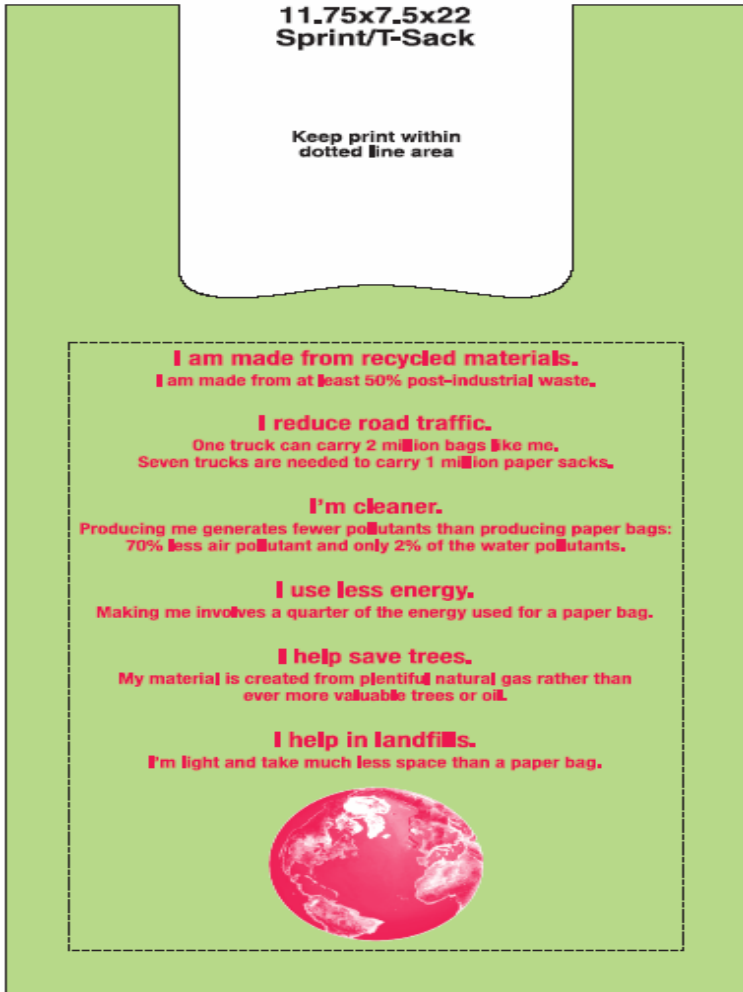 11.75x7.5x22
Sprint/T-Sack
Keep print within
dotted line area
I am made from recycled materials.
I am made from at least 50% post-industrial waste.
I reduce road traffic.
One truck can carry 2 million bags like me.
Seven trucks are needed to carry 1 million paper sacks.
I'm cleaner.
Producing me generates fewer pollutants than producing paper bags:
70% less air pollutant and only 2% of the water pollutants.
I use less energy.
Making me involves a quarter of the energy used for a paper bag.
I help save trees.
My material is created from plentiful natural gas rather than
ever more valuable trees or oil.
I help in landfills.
I'm light and take much less space than a paper bag.